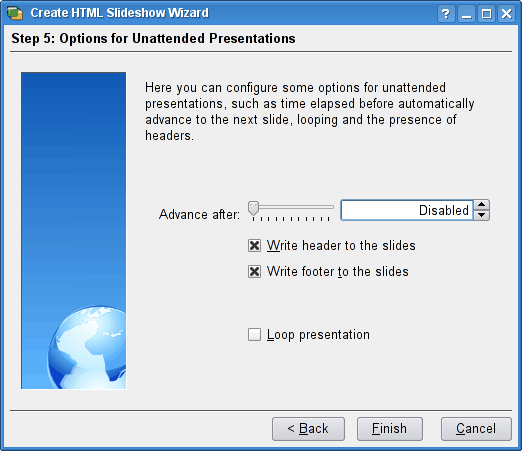 Create HTML Slideshow Wizard
Step 5: Options for Unattended Presentations
Here you can configure some options for unattended
presentations, such as time elapsed before automatically
advance to the next slide, looping and the presence of
headers.
Advance after:
Disabled
Write header to the slides
Write footer to the slides
Loop presentation
< Back
Finish
Cancel